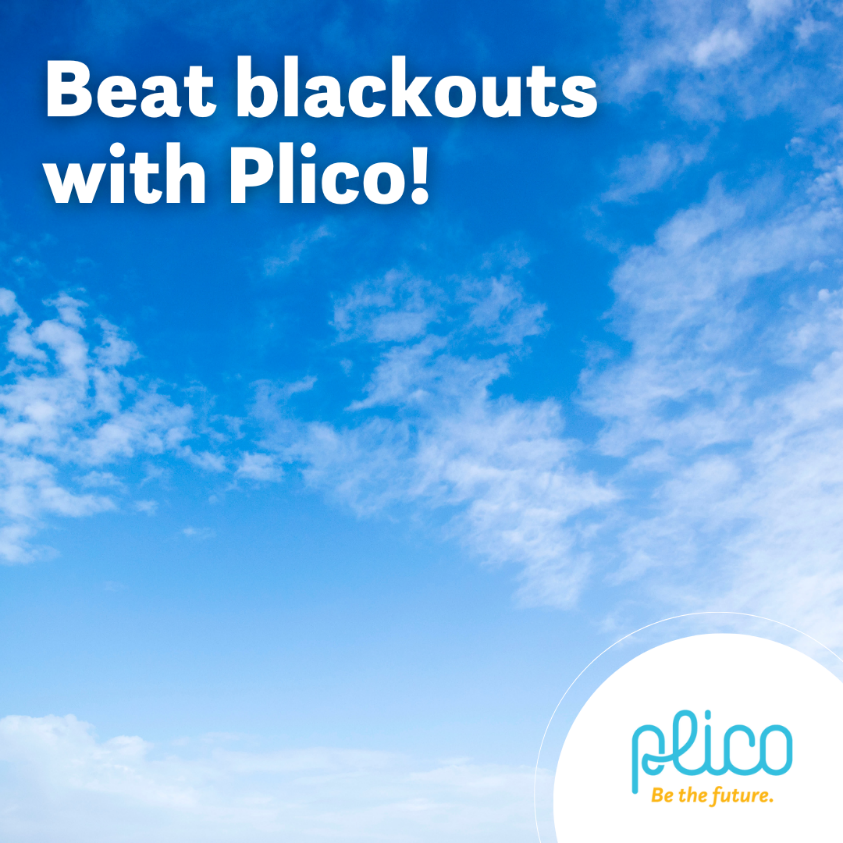 Beat blackouts
with Plico!
plico
Be the future.